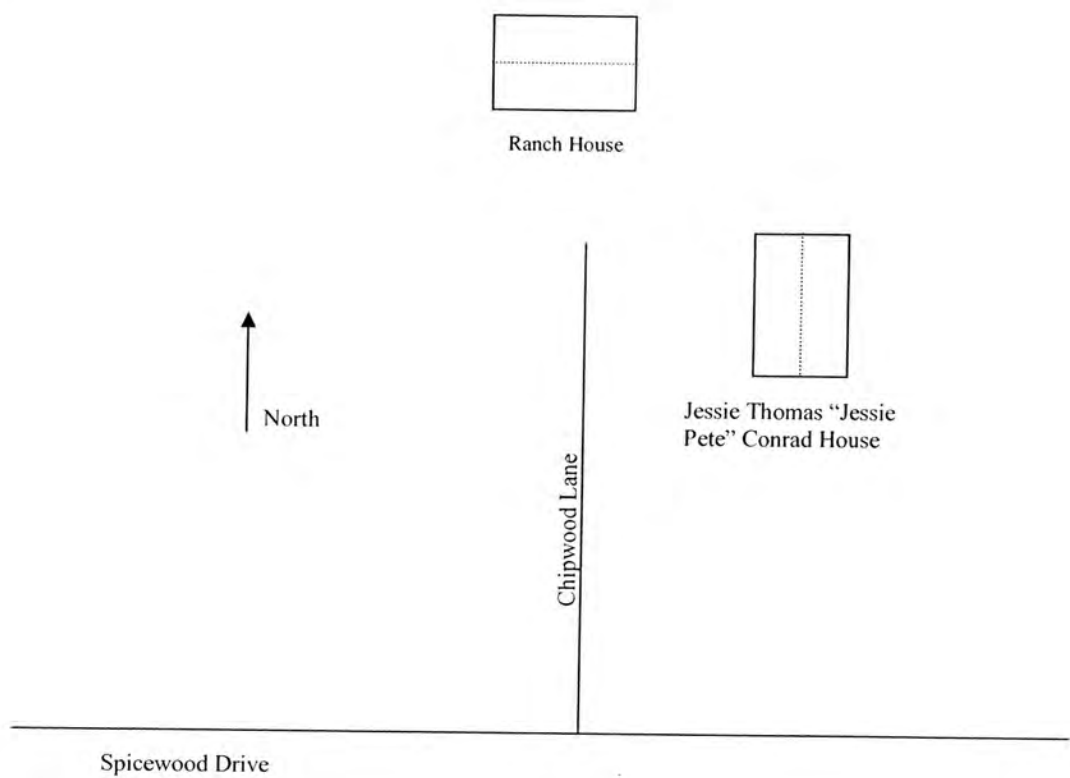 Ranch House
North
Jessie Thomas “Jessie
Pete” Conrad House
Chipwood Lane
Spicewood Drive